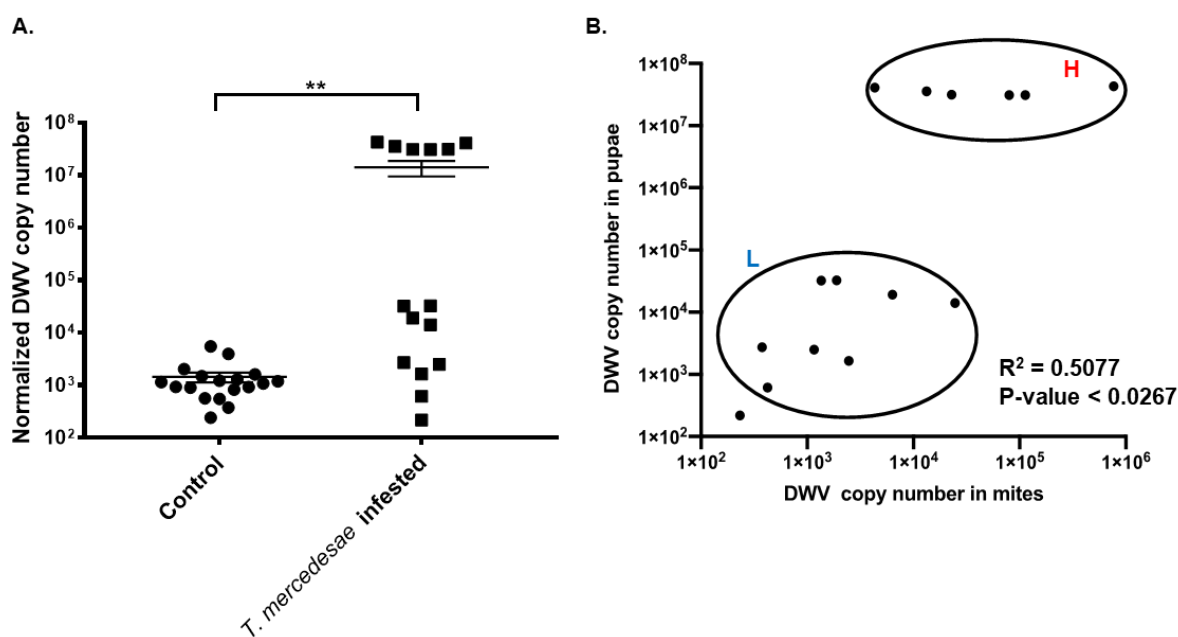 A.
**
Normalized DWV copy number
10⁸
10⁷
10⁶
10⁵
10⁴
10³
10²
Control
T. mercedesae infested
B.
DWV copy number in pupae
1×10⁸
1×10⁷
1×10⁶
1×10⁵
1×10⁴
1×10³
1×10²
H
L
R² = 0.5077
P-value < 0.0267
1×10²
1×10³
1×10⁴
1×10⁵
1×10⁶
DWV copy number in mites